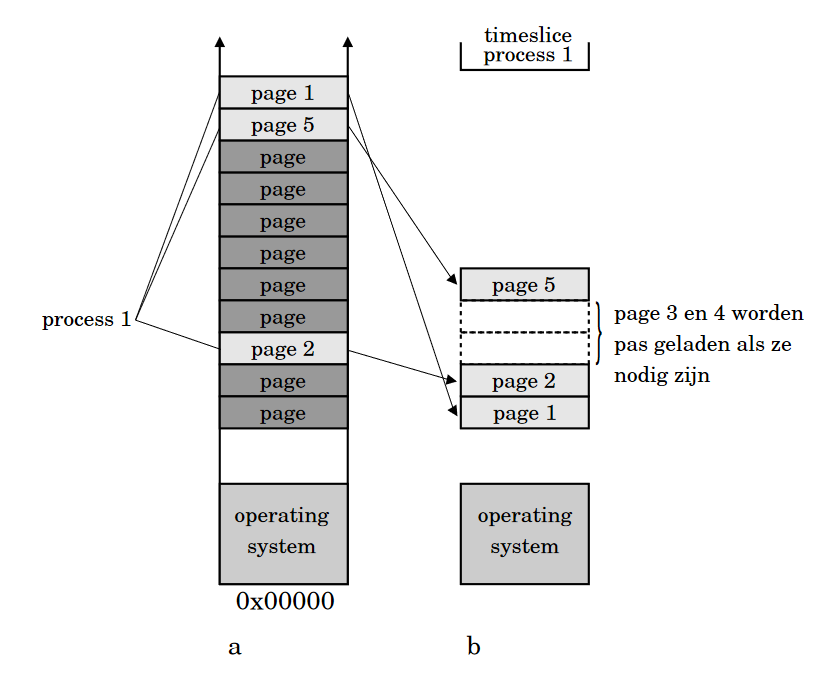 timeslice
process 1
page 1
page 5
page
page
page
page
page
page
page 2
page
page
process 1
operating
system
0x00000
a
page 5
page 2
page 1
page 3 en 4 worden
pas geladen als ze
nodig zijn
operating
system
b